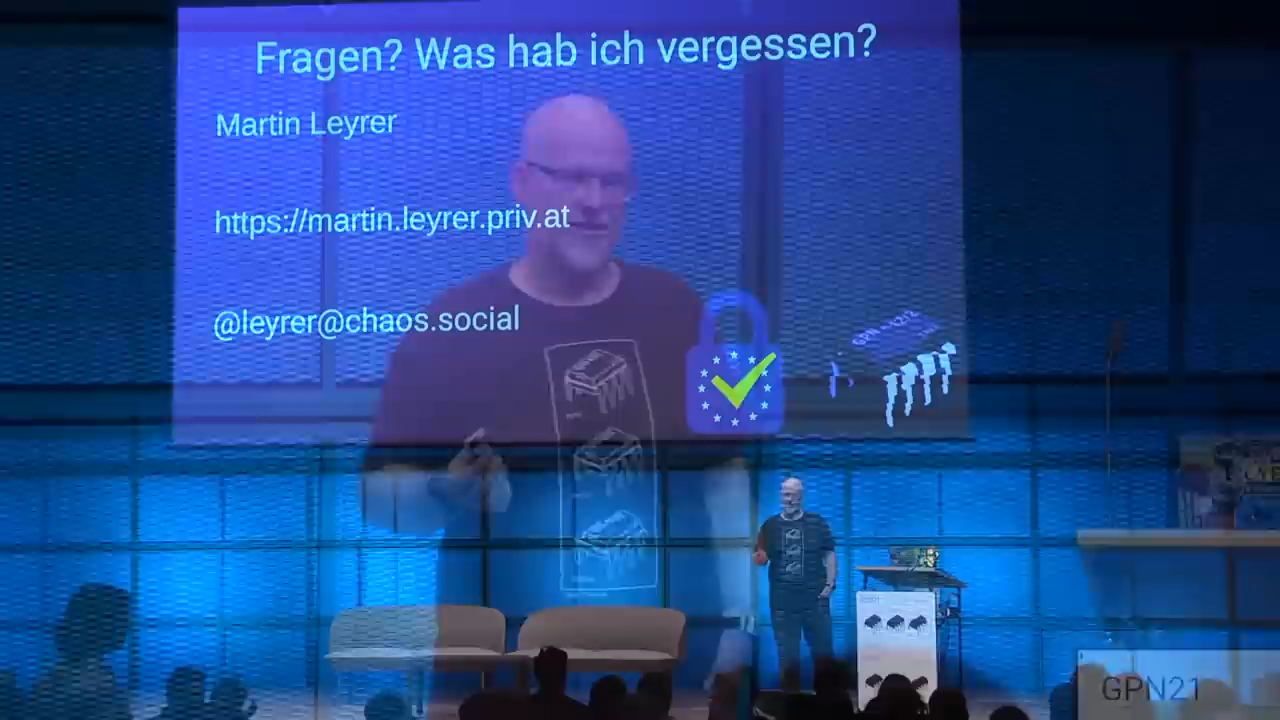 Fragen? Was hab ich vergessen?
Martin Leyrer
https://martin.leyrer.priv.at
@leyrer@chaos.social
GPN21